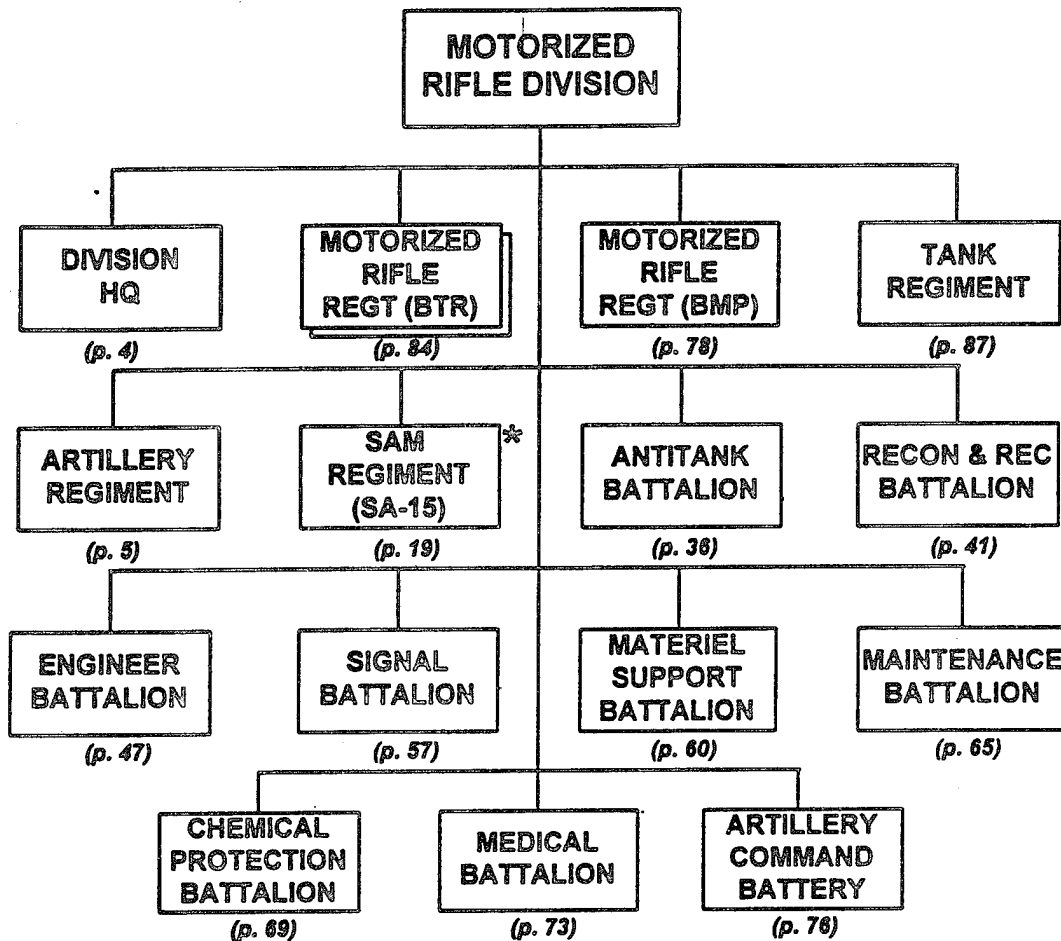 MOTORIZED
RIFLE DIVISION
DIVISION
HQ
(p. 4)
MOTORIZED
RIFLE
REGT (BTR)
(p. 84)
MOTORIZED
RIFLE
REGT (BMP)
(p. 78)
TANK
REGIMENT
(p. 87)
ARTILLERY
REGIMENT
(p. 5)
SAM
REGIMENT
(SA-15)
*
(p. 19)
ANTITANK
BATTALION
(p. 36)
RECON & REC
BATTALION
(p. 41)
ENGINEER
BATTALION
(p. 47)
SIGNAL
BATTALION
(p. 57)
MATERIEL
SUPPORT
BATTALION
(p. 60)
MAINTENANCE
BATTALION
(p. 65)
CHEMICAL
PROTECTION
BATTALION
(p. 69)
MEDICAL
BATTALION
(p. 73)
ARTILLERY
COMMAND
BATTERY
(p. 76)